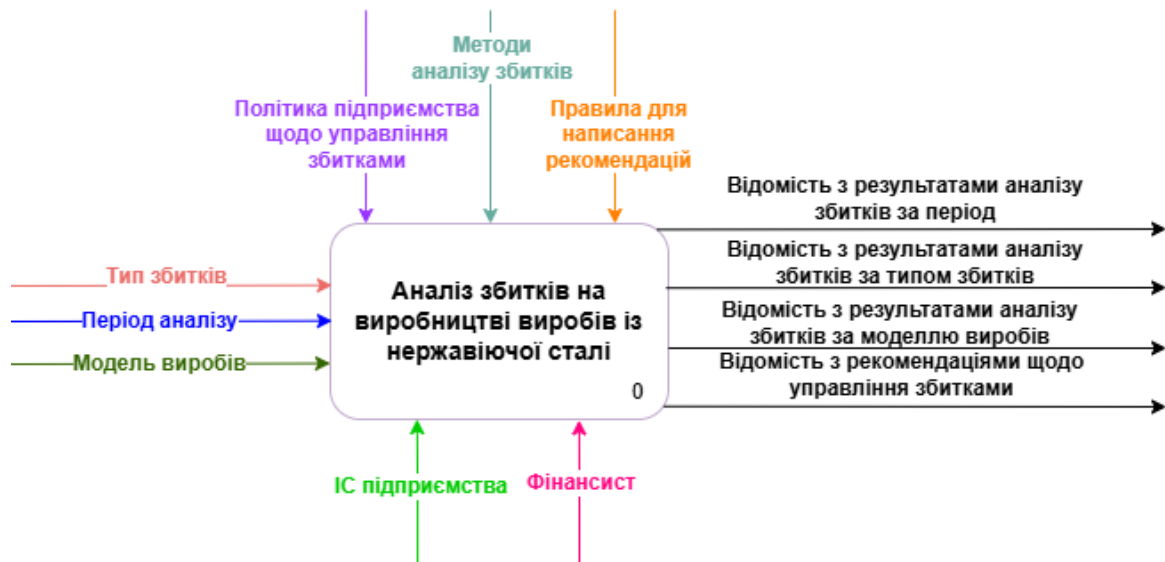 Методи
аналізу збитків
Політика підприємства
щодо управління
збитками
Правила для
написання
рекомендацій
Відомість з результатами аналізу
збитків за період
Тип збитків
Відомість з результатами аналізу
збитків за типом збитків
Період аналізу
Аналіз збитків на
виробництві виробів із
нержавіючої сталі
0
Відомість з результатами аналізу
збитків за моделлю виробів
Модель виробів
Відомість з рекомендаціями щодо
управління збитками
ІС підприємства
Фінансист